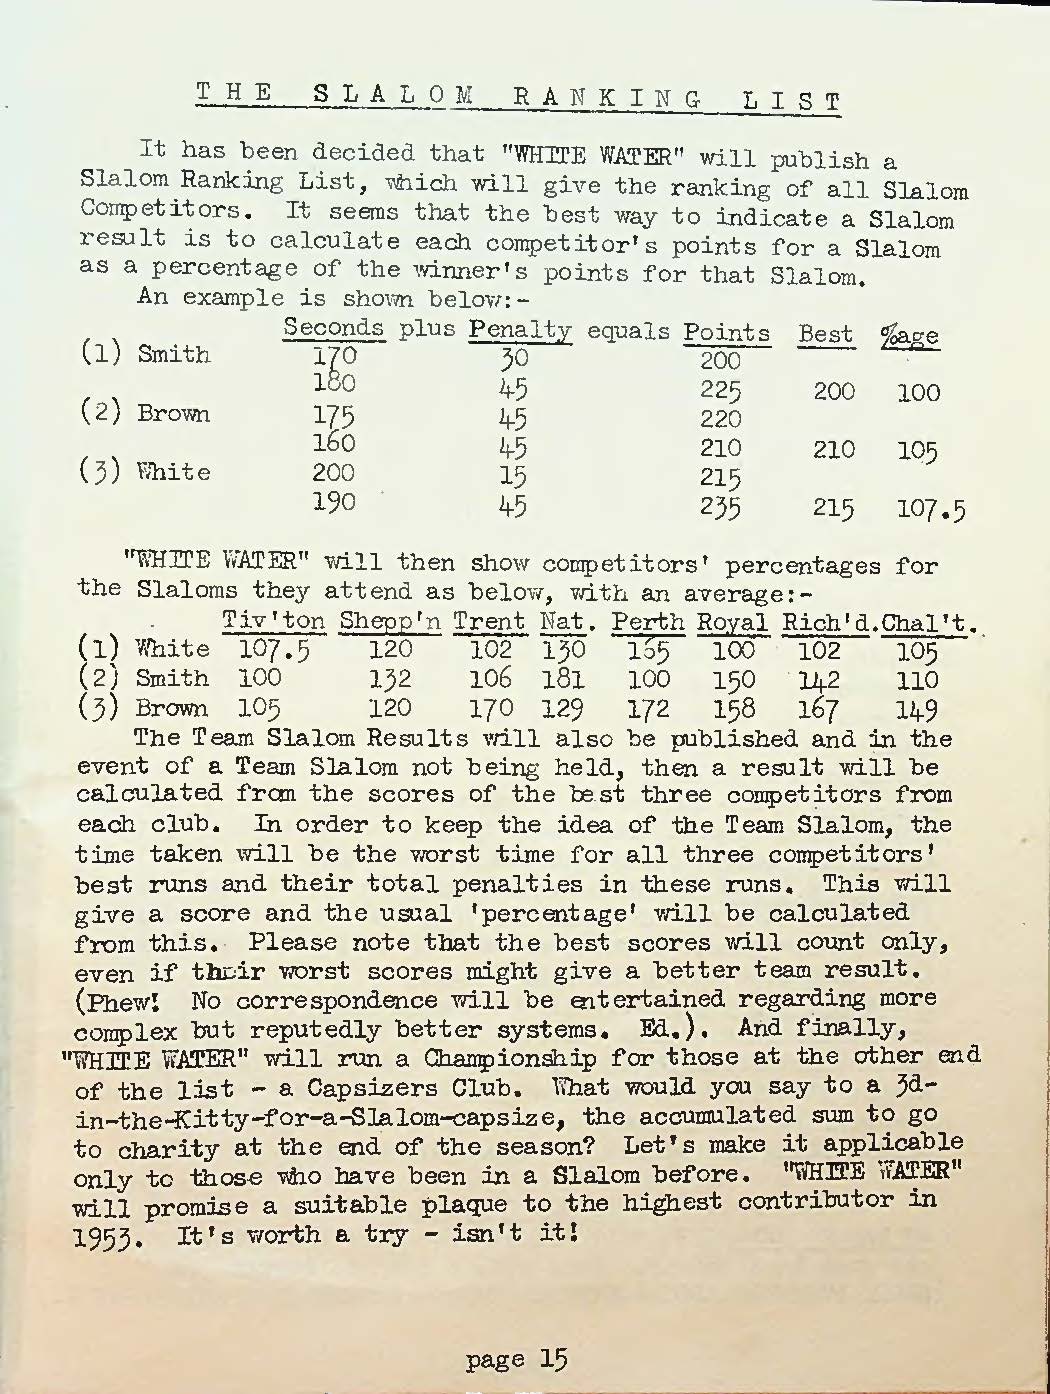 THE SLALOM RANKING LIST
It has been decided that "WHITE WATER" will publish a
Slalom Ranking List, which will give the ranking of all Slalom
Competitors. It seems that the best way to indicate a Slalom
result is to calculate each competitor's points for a Slalom
as a percentage of the winner's points for that Slalom.
An example is shown below:-
Seconds plus Penalty equals Points Best %age
(1) Smith 170 30 200
180 45 225 200 100
(2) Brown 175 45 220
160 45 210 210 105
(3) White 200 15 215
190 45 235 215 107.5
"WHITE WATER" will then show competitors' percentages for
the Slaloms they attend as below, with an average:-
Tiv'ton Shepp'n Trent Nat. Perth Royal Rich'd. Chal't.
(1) White 107.5 120 102 130 165 100 102 105
(2) Smith 100 132 106 181 100 150 142 110
(3) Brown 105 120 170 129 172 158 167 149
The Team Slalom Results will also be published and in the
event of a Team Slalom not being held, then a result will be
calculated from the scores of the best three competitors from
each club. In order to keep the idea of the Team Slalom, the
time taken will be the worst time for all three competitors'
best runs and their total penalties in these runs. This will
give a score and the usual 'percentage' will be calculated
from this. Please note that the best scores will count only,
even if their worst scores might give a better team result.
(Phew! No correspondence will be entertained regarding more
complex but reputedly better systems. Ed.). And finally,
"WHITE WATER" will run a Championship for those at the other end
of the list - a Capsizers Club. What would you say to a 3d-
in-the-Kitty-for-a-Slalom-capsize, the accumulated sum to go
to charity at the end of the season? Let's make it applicable
only to those who have been in a Slalom before. "WHITE WATER"
will promise a suitable plaque to the highest contributor in
1953. It's worth a try - isn't it!
page 15